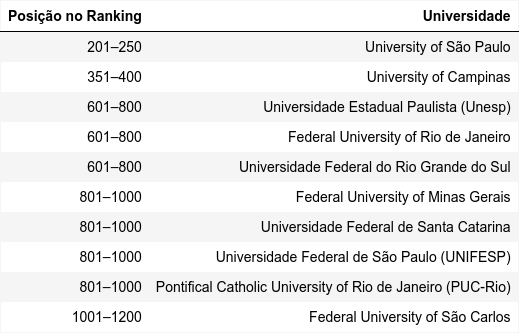 Posição no Ranking Universidade
201–250 University of São Paulo
351–400 University of Campinas
601–800 Universidade Estadual Paulista (Unesp)
601–800 Federal University of Rio de Janeiro
601–800 Universidade Federal do Rio Grande do Sul
801–1000 Federal University of Minas Gerais
801–1000 Universidade Federal de Santa Catarina
801–1000 Universidade Federal de São Paulo (UNIFESP)
801–1000 Pontifical Catholic University of Rio de Janeiro (PUC-Rio)
1001–1200 Federal University of São Carlos